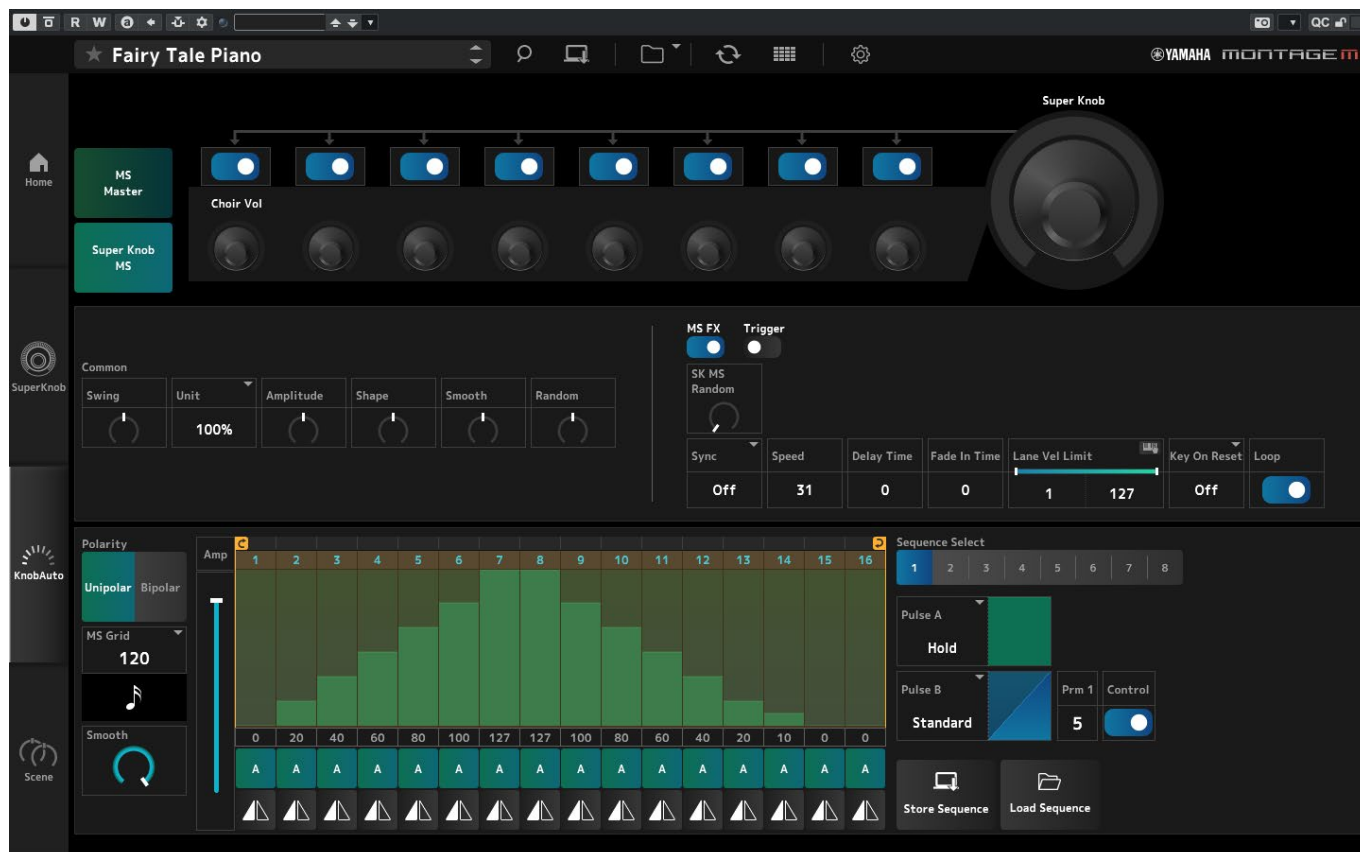 R W QC
Fairy Tale Piano
YAMAHA MONTAGE M
Super Knob
Home
MS
Master
Choir Vol
Super Knob
MS
SuperKnob
MS FX Trigger
Common
SK MS
Random
Swing Unit Amplitude Shape Smooth Random
100%
Sync Speed Delay Time Fade In Time Lane Vel Limit Key On Reset Loop
Off 31 0 0 1 127 Off
KnobAuto
Polarity
Amp
Sequence Select
1 2 3 4 5 6 7 8 9 10 11 12 13 14 15 16
1 2 3 4 5 6 7 8
Unipolar Bipolar
Pulse A
Hold
MS Grid
120
Pulse B Prm 1 Control
Standard 5
Smooth
0 20 40 60 80 100 127 127 100 80 60 40 20 10 0 0
A A A A A A A A A A A A A A A A
Scene
Store Sequence Load Sequence